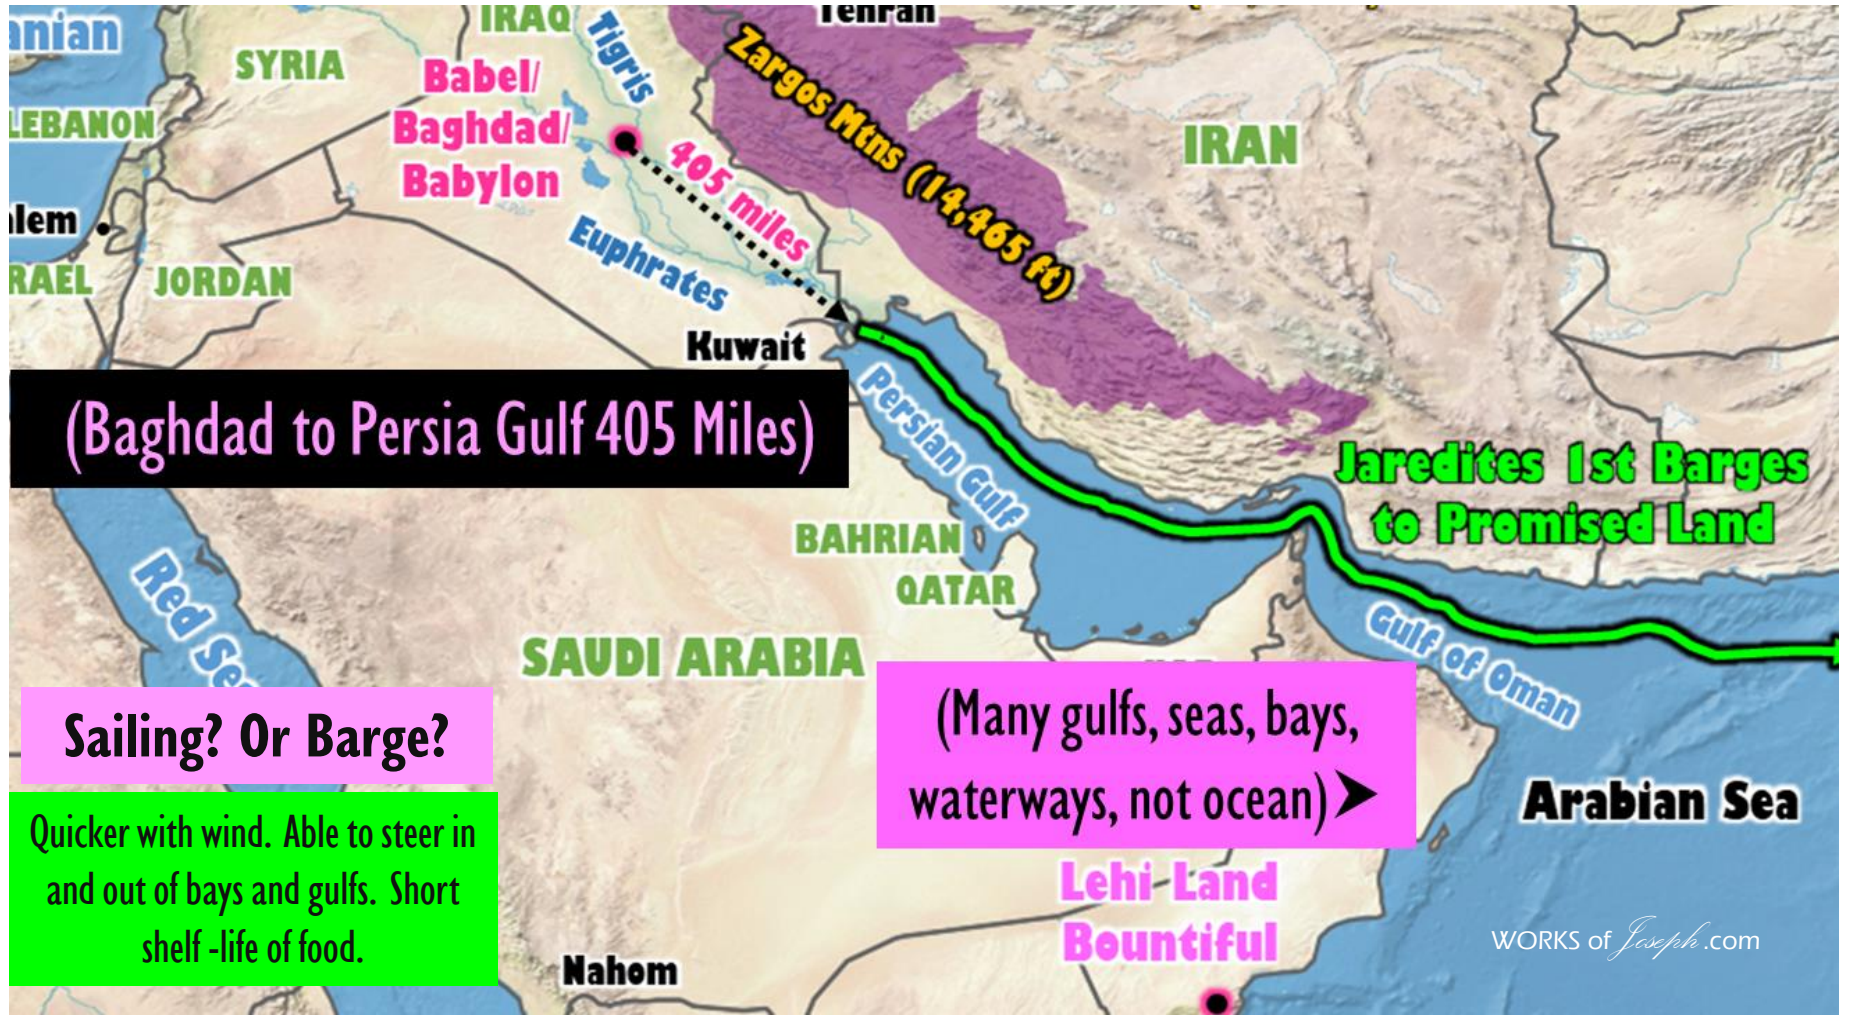 anian
IRAQ
Tehran
Tigris
SYRIA
Babel/
Baghdad/
Babylon
LEBANON
405 miles
Zargos Mtns (14,465 ft)
IRAN
Euphrates
lem
RAEL
JORDAN
Kuwait
(Baghdad to Persia Gulf 405 Miles)
Persian Gulf
Jaredites 1st Barges
to Promised Land
BAHRIAN
QATAR
Red Sea
SAUDI ARABIA
Gulf of Oman
(Many gulfs, seas, bays,
waterways, not ocean)➤
Sailing? Or Barge?
Quicker with wind. Able to steer in
and out of bays and gulfs. Short
shelf -life of food.
Arabian Sea
Lehi-Land
Bountiful
Nahom
WORKS of Joseph.com